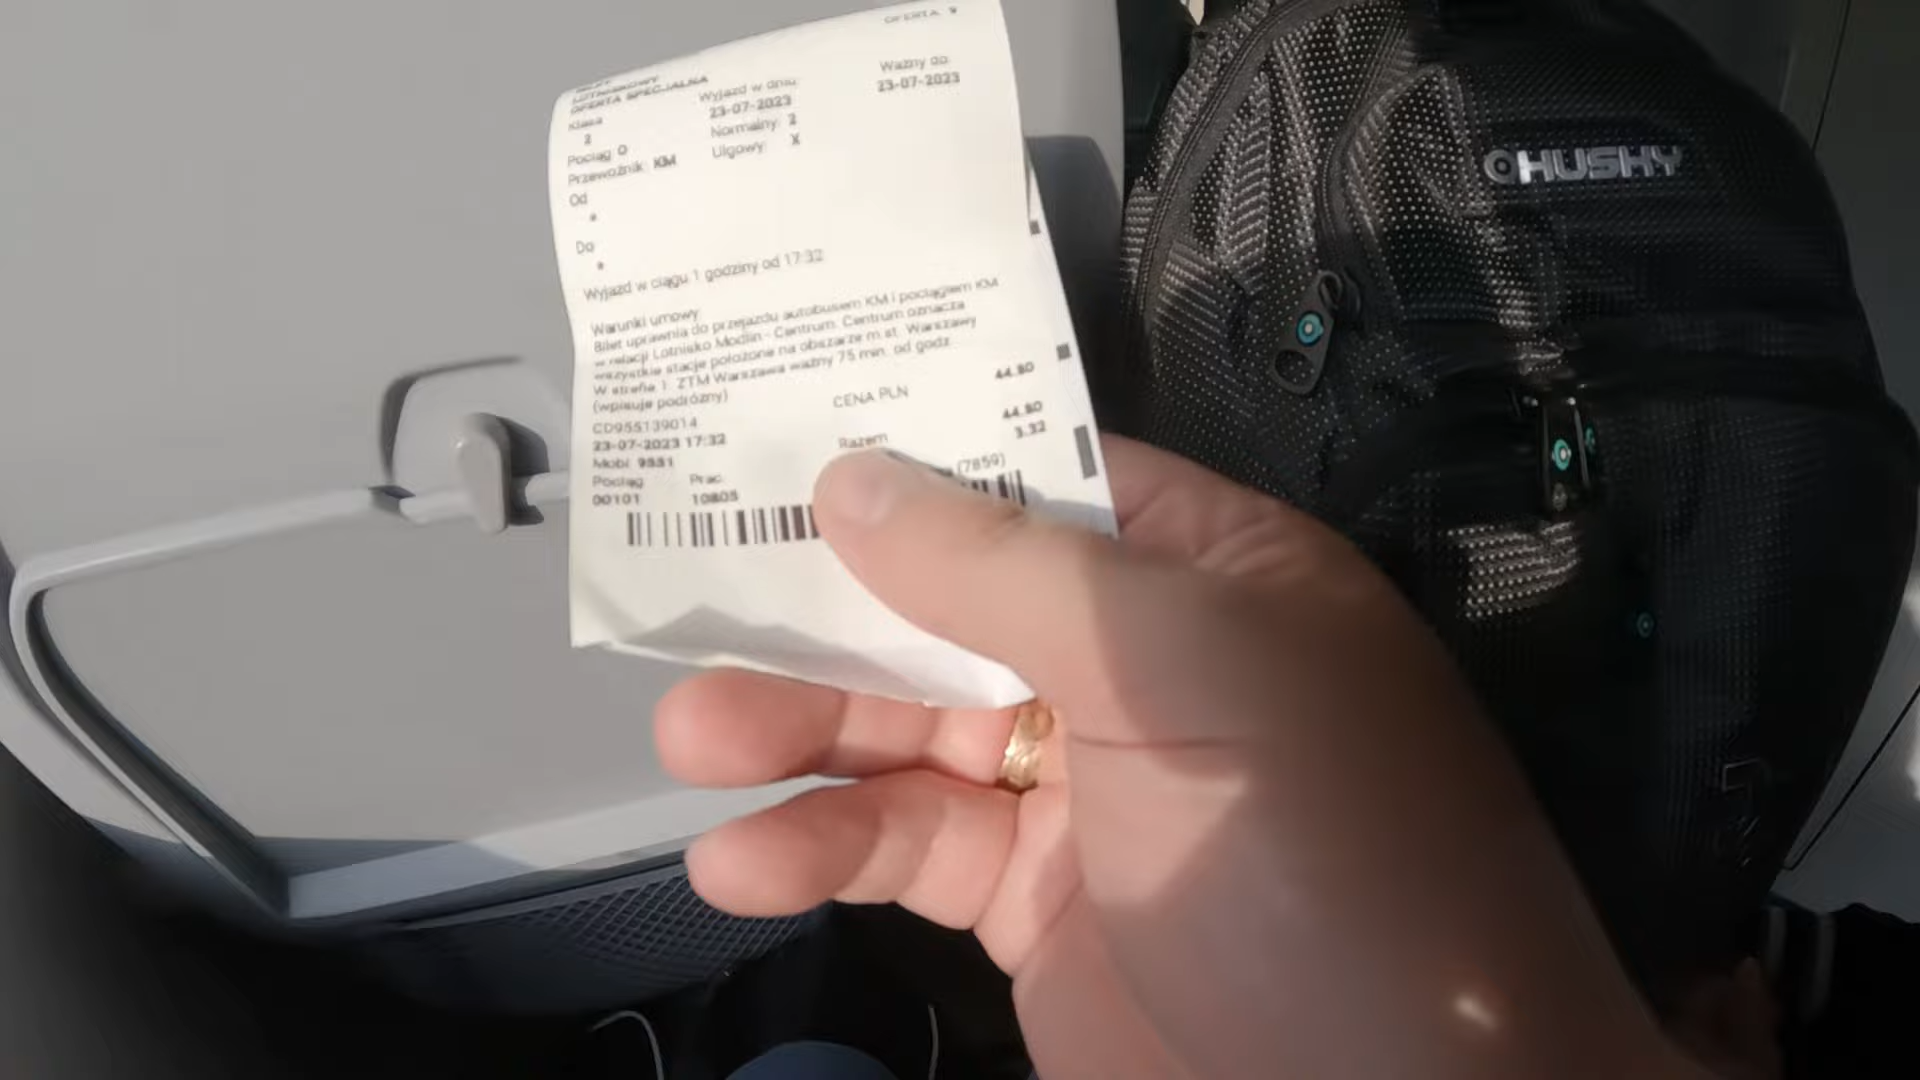 OFERTA 9
LOTNISKOWY
OFERTA SPECJALNA
Wyjazd w dniu:
Ważny do:
Klasa
23-07-2023
23-07-2023
2
Normalny: 2
Pociąg O
Ulgowy: X
Przewoźnik: KM
Od
*
Do
*
Wyjazd w ciągu 1 godziny od 17:32
Warunki umowy:
Bilet uprawnia do przejazdu autobusem KM i pociągiem KM
w relacji Lotnisko Modlin - Centrum. Centrum oznacza
wszystkie stacje położone na obszarze m.st. Warszawy
W strefie 1. ZTM Warszawa ważny 75 min. od godz.
(wpisuje podróżny)
44.80
CENA PLN
CD955139014
44.80
23-07-2023 17:32
Razem
3.32
Mobi: 9551
(7859)
Pociąg Prac.
00101 10805
HUSKY